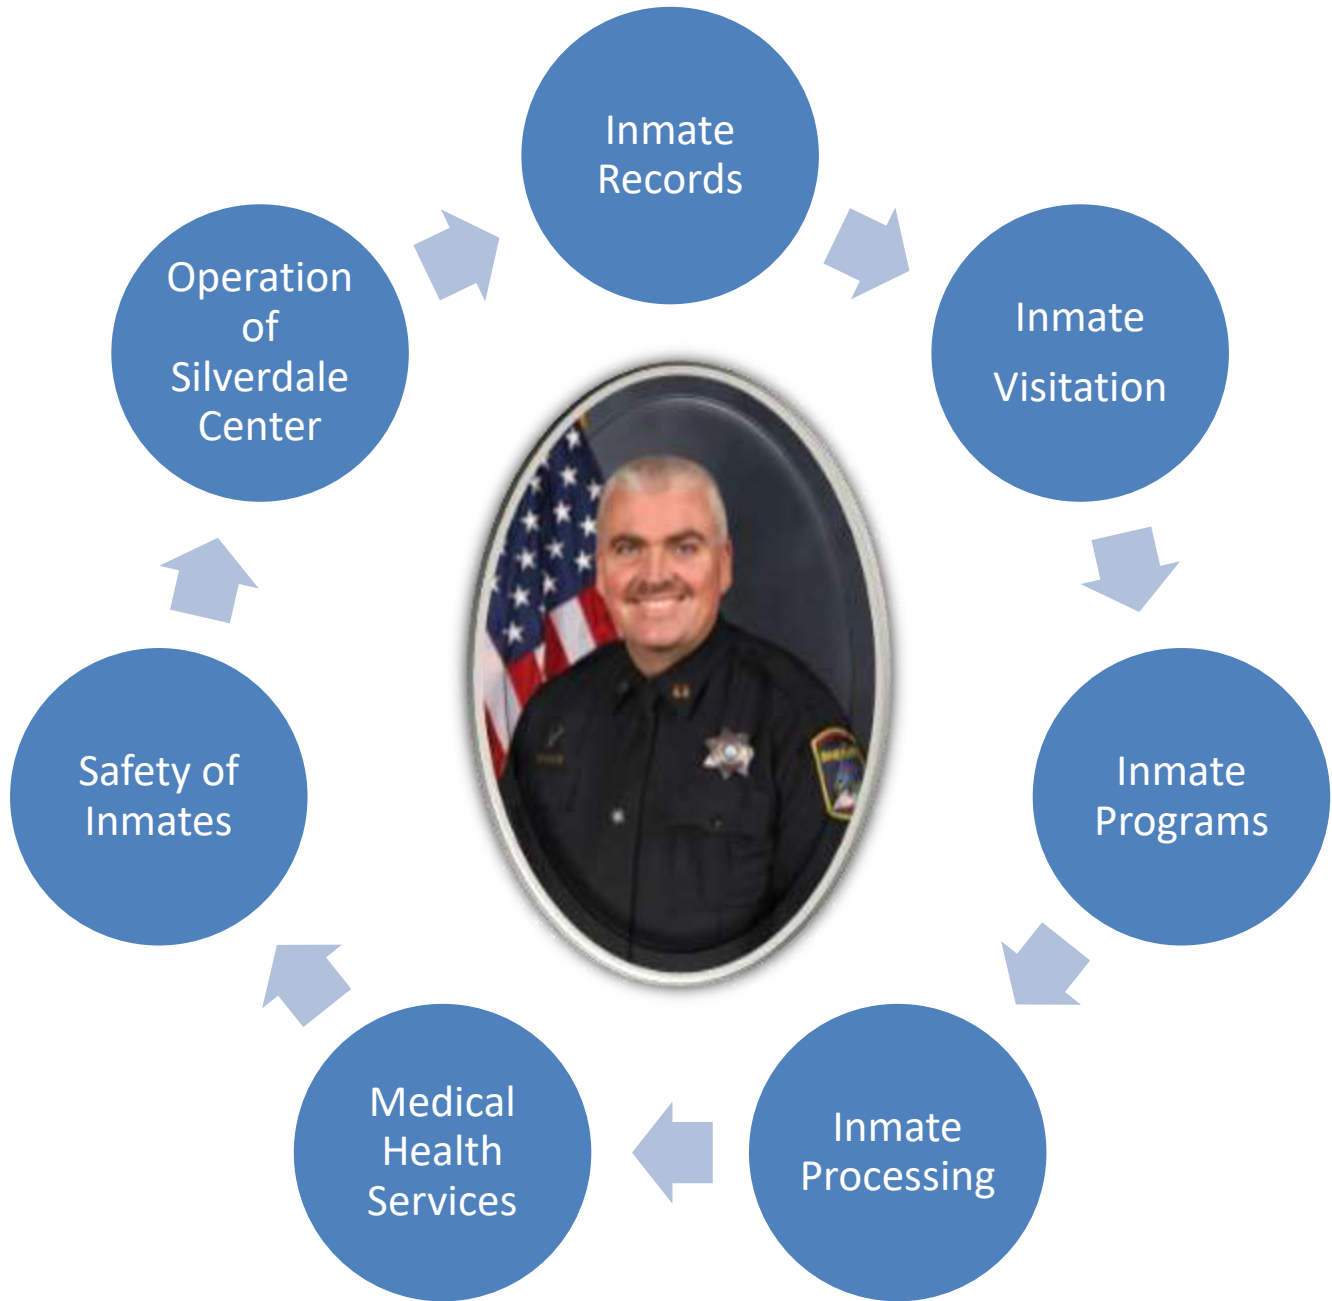 Inmate
Records
Inmate
Visitation
Inmate
Programs
Inmate
Processing
Medical
Health
Services
Safety of
Inmates
Operation
of
Silverdale
Center